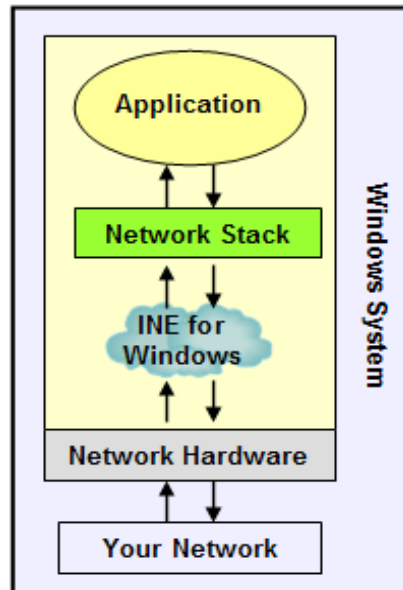 Application
Network Stack
INE for
Windows
Network Hardware
Your Network
Windows System